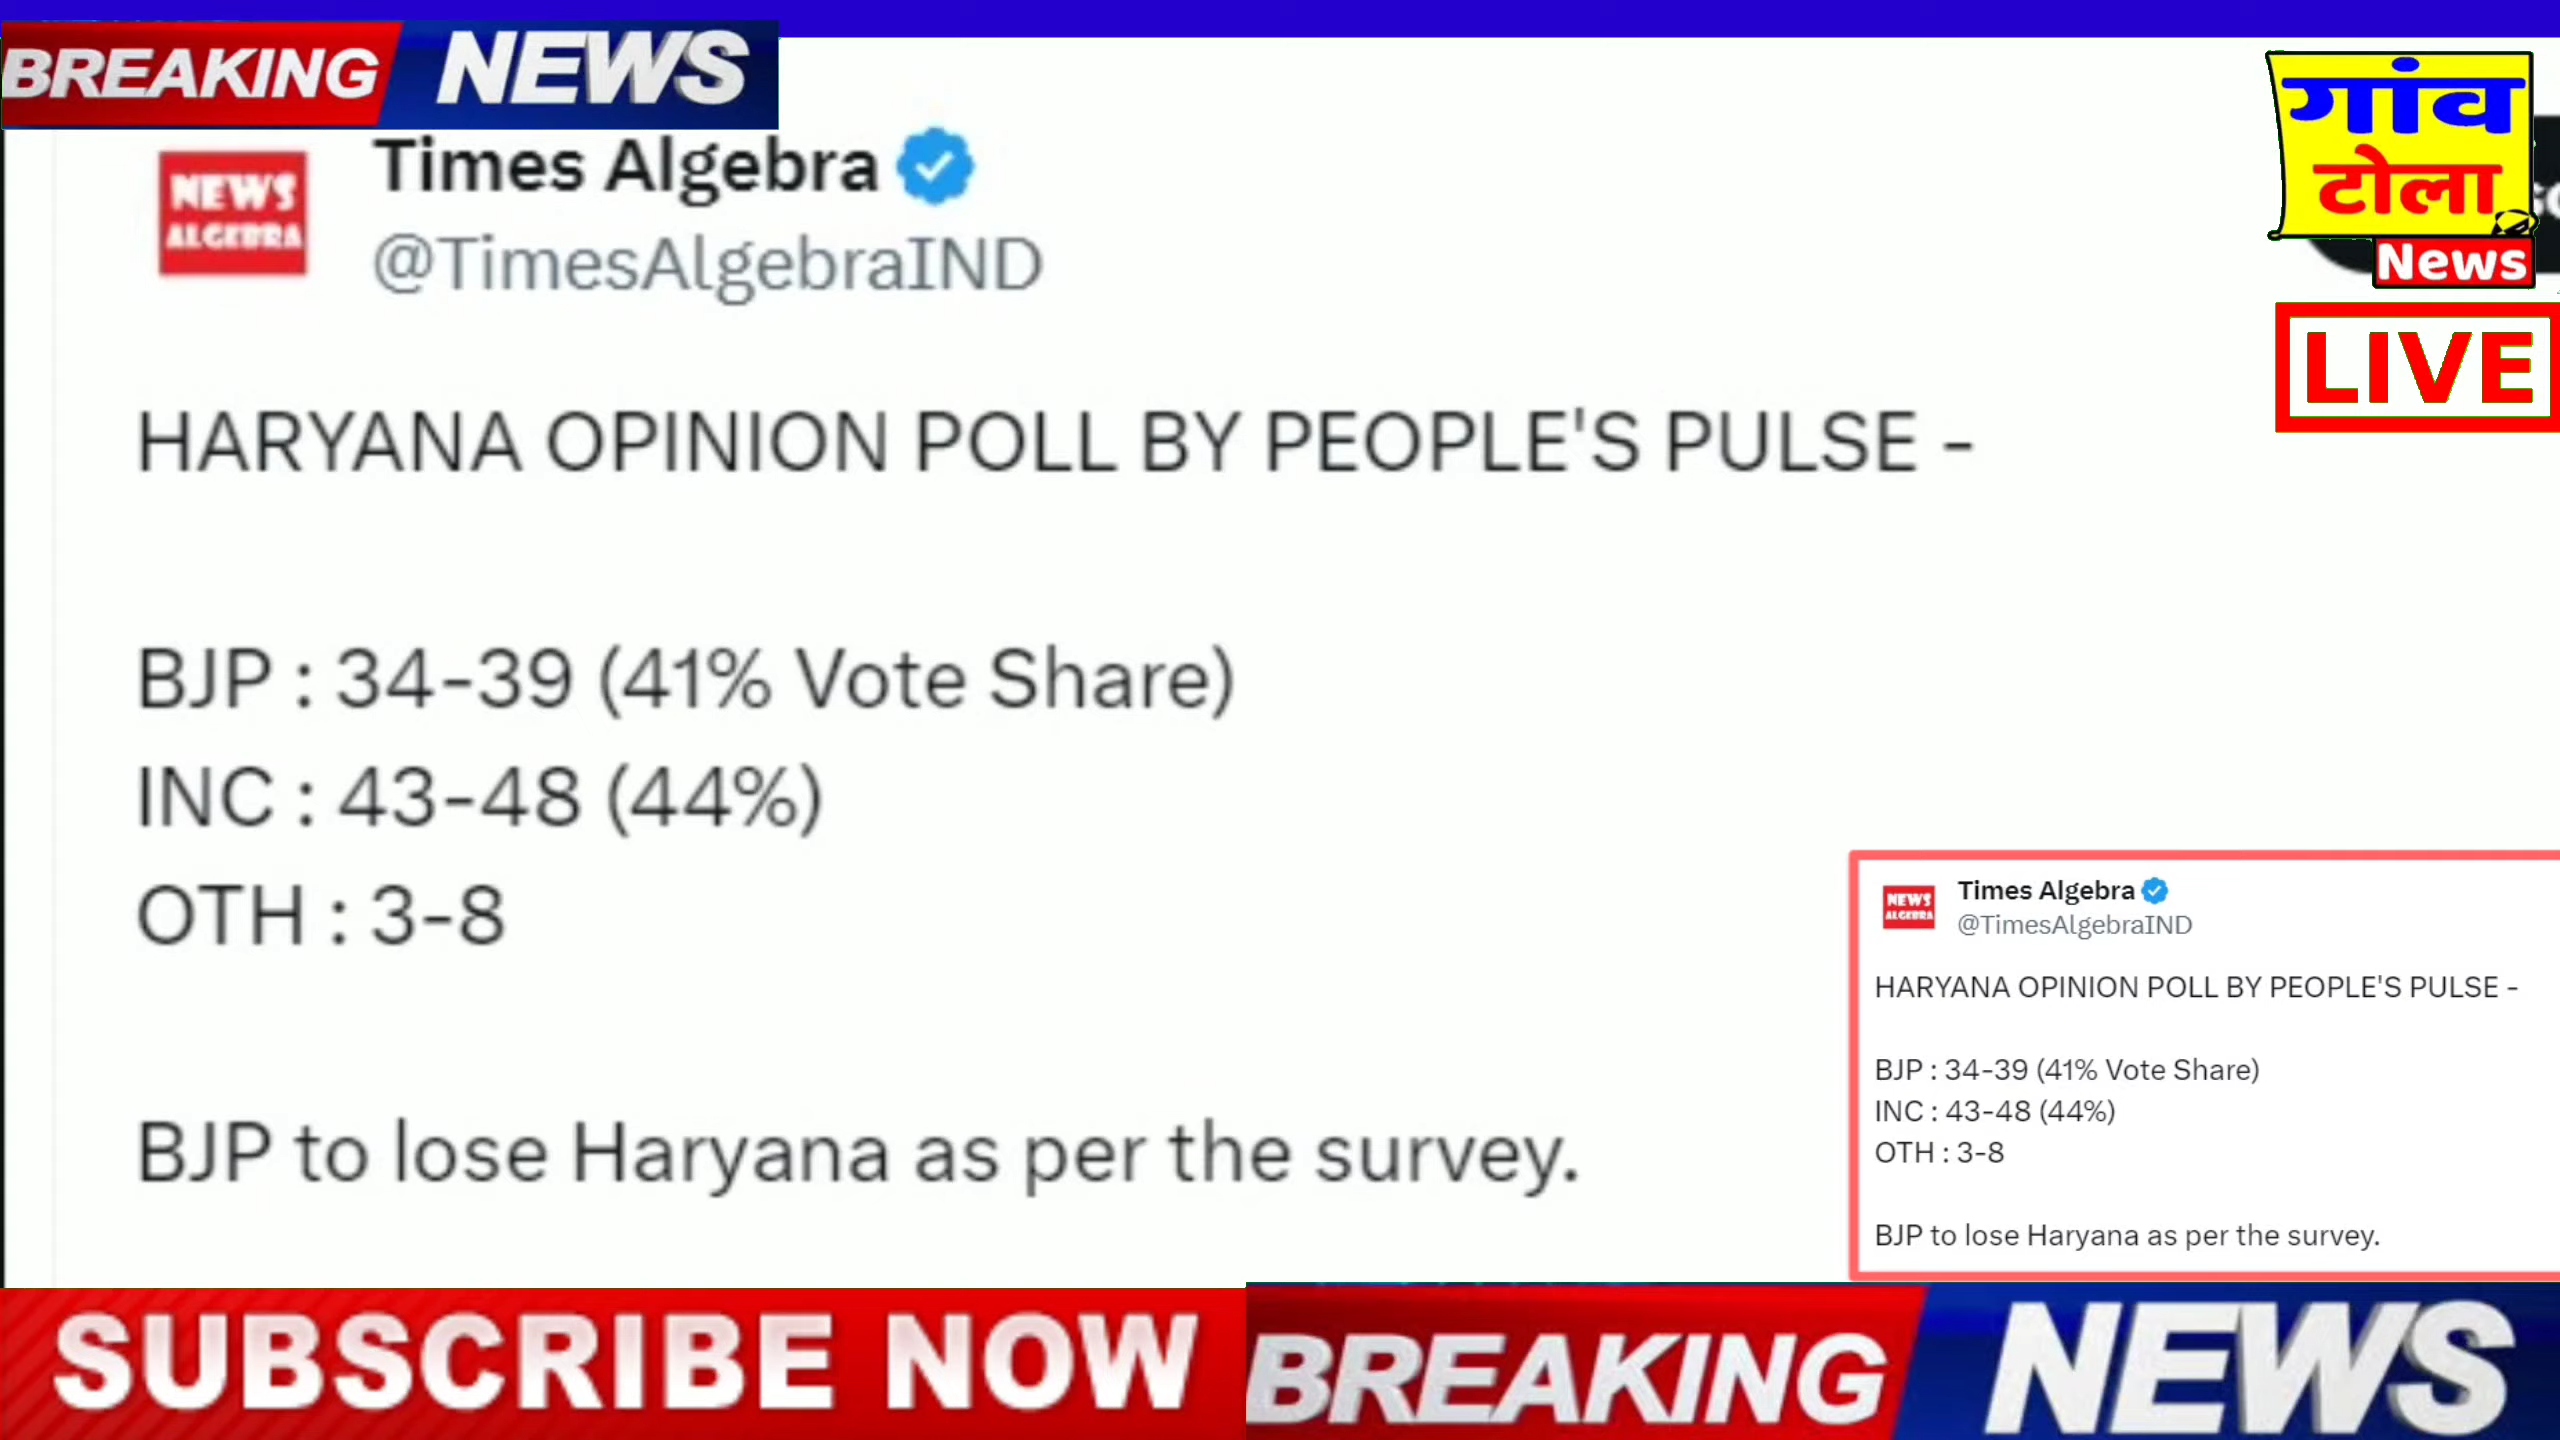 BREAKING NEWS
गांव
टोला
News
LIVE
NEWS
ALGEBRA
Times Algebra
@TimesAlgebraIND
HARYANA OPINION POLL BY PEOPLE'S PULSE -
BJP : 34-39 (41% Vote Share)
INC : 43-48 (44%)
OTH : 3-8
BJP to lose Haryana as per the survey.
NEWS
ALGEBRA
Times Algebra
@TimesAlgebraIND
HARYANA OPINION POLL BY PEOPLE'S PULSE -
BJP : 34-39 (41% Vote Share)
INC : 43-48 (44%)
OTH : 3-8
BJP to lose Haryana as per the survey.
SUBSCRIBE NOW
BREAKING NEWS